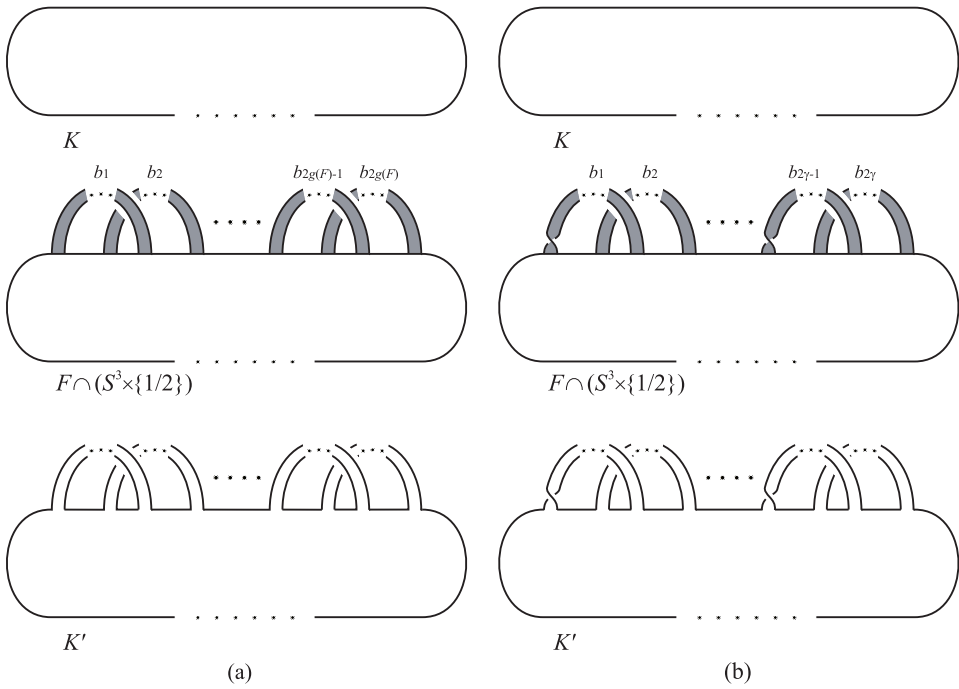 K K
b1 b2 b2g(F)-1 b2g(F) b1 b2 b2γ-1 b2γ
F∩(S³×{1/2}) F∩(S³×{1/2})
K′ K′
(a) (b)